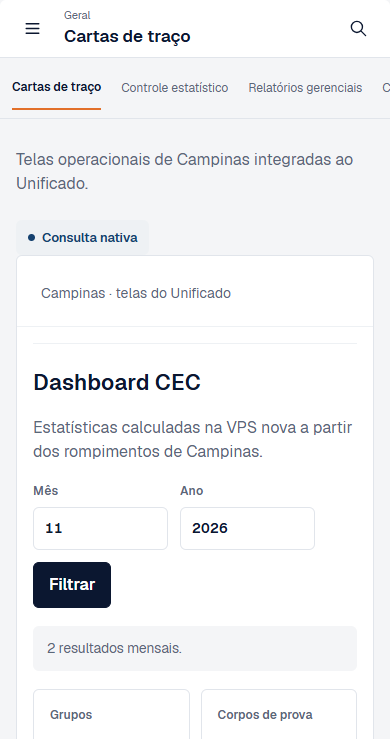 Geral
Cartas de traço
Cartas de traço Controle estatístico Relatórios gerenciais C
Telas operacionais de Campinas integradas ao
Unificado.
Consulta nativa
Campinas · telas do Unificado
Dashboard CEC
Estatísticas calculadas na VPS nova a partir
dos rompimentos de Campinas.
Mês Ano
11 2026
Filtrar
2 resultados mensais.
Grupos Corpos de prova